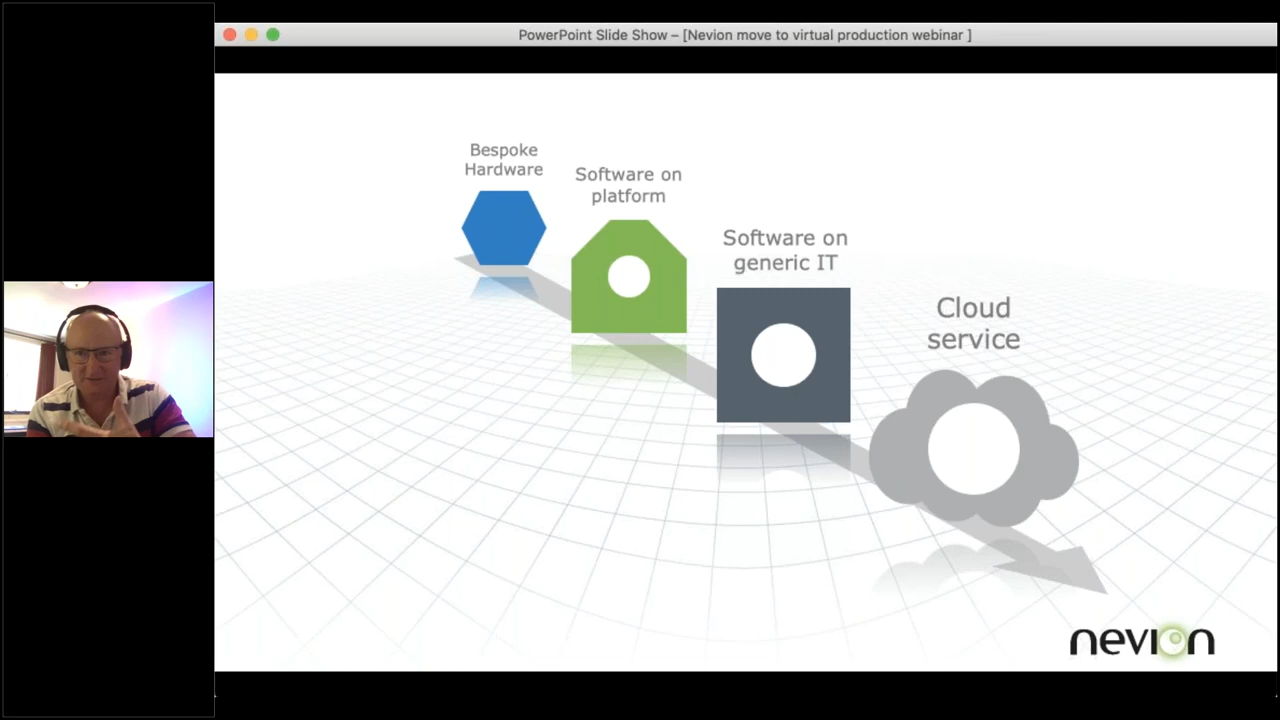 PowerPoint Slide Show – [Nevion move to virtual production webinar ]
Bespoke
Hardware
Software on
platform
Software on
generic IT
Cloud
service
nevion